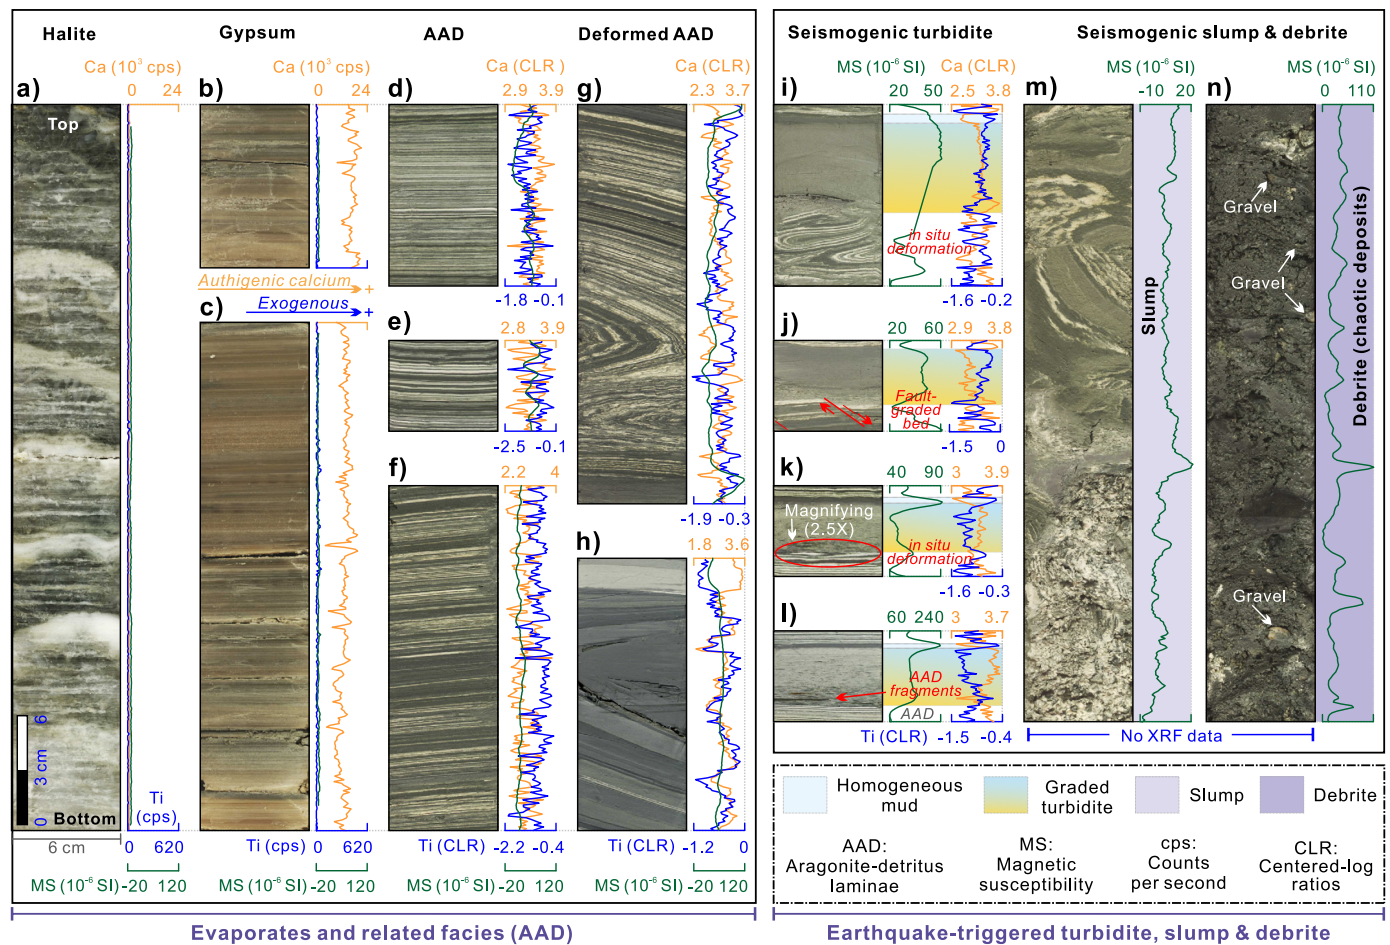 Halite
Gypsum
AAD
Deformed AAD
Seismogenic turbidite
Seismogenic slump & debrite
Ca (10³ cps)
Ca (10³ cps)
Ca (CLR)
Ca (CLR)
MS (10⁻⁶ SI)
Ca (CLR)
MS (10⁻⁶ SI)
MS (10⁻⁶ SI)
a)
0 24
b)
0 24
d)
2.9 3.9
g)
2.3 3.7
i)
20 50
2.5 3.8
m)
-10 20
n)
0 110
Top
Gravel
in situ
deformation
Gravel
Authigenic calcium
+
Exogenous
+
-1.8 -0.1
-1.6 -0.2
c)
e)
2.8 3.9
j)
20 60
2.9 3.8
Slump
Debrite (chaotic deposits)
Fault-
graded
bed
-2.5 -0.1
-1.5 0
f)
2.2 4
k)
40 90
3 3.9
Magnifying
(2.5X)
-1.9 -0.3
in situ
deformation
h)
1.8 3.6
-1.6 -0.3
Gravel
l)
60 240
3 3.7
AAD
fragments
AAD
Ti (CLR) -1.5 -0.4
No XRF data
0 3 cm 6
Ti
(cps)
Bottom
6 cm
0 620
Ti (cps) 0 620
Ti (CLR) -2.2 -0.4
Ti (CLR) -1.2 0
MS (10⁻⁶ SI) -20 120
MS (10⁻⁶ SI) -20 120
MS (10⁻⁶ SI) -20 120
MS (10⁻⁶ SI) -20 120
Homogeneous
mud
Graded
turbidite
Slump
Debrite
AAD:
Aragonite-detritus
laminae
MS:
Magnetic
susceptibility
cps:
Counts
per second
CLR:
Centered-log
ratios
Evaporates and related facies (AAD)
Earthquake-triggered turbidite, slump & debrite